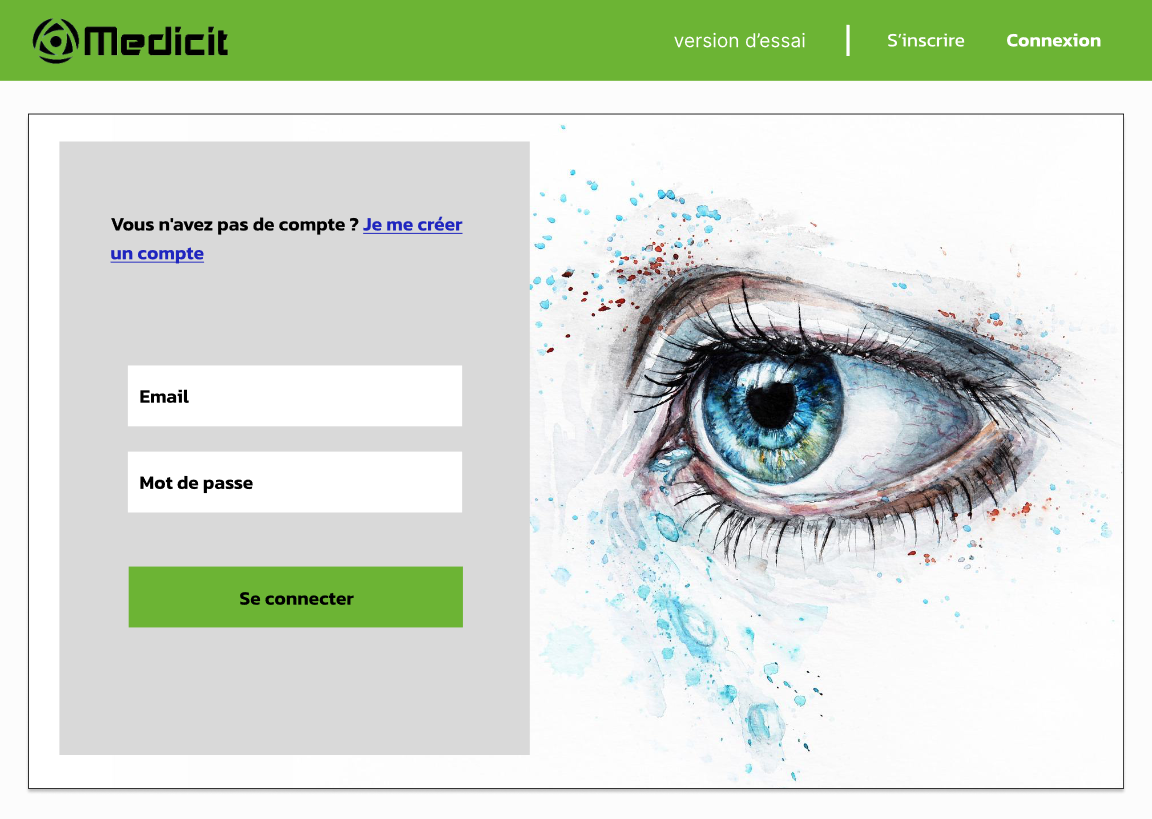 Medicit
version d’essai
S’inscrire
Connexion
Vous n'avez pas de compte ? Je me créer
un compte
Email
Mot de passe
Se connecter